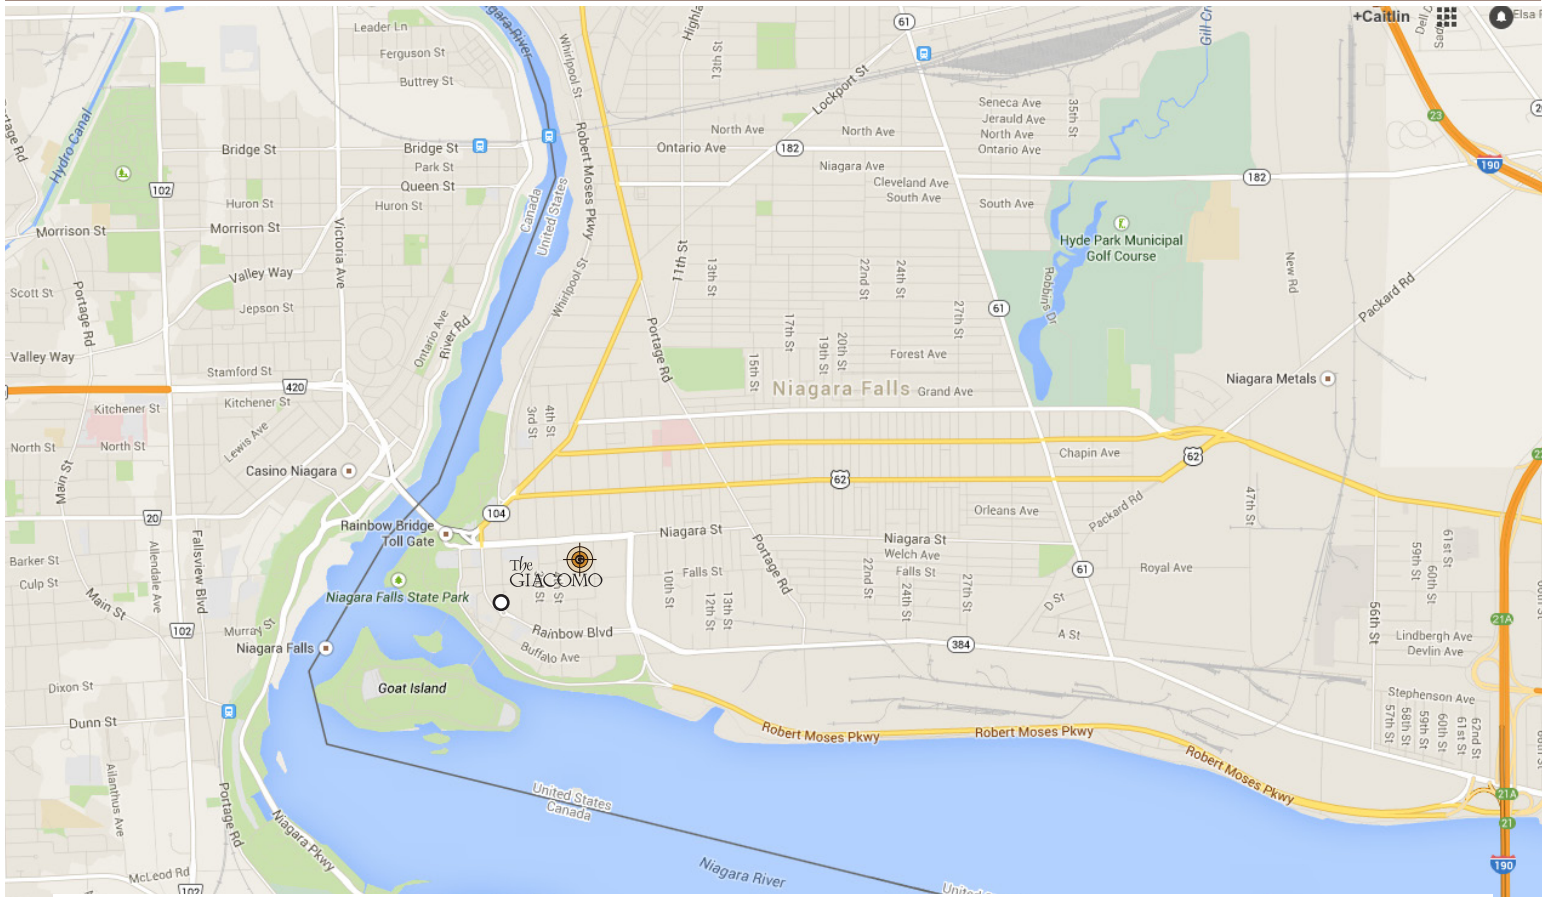 Niagara River
Highla
61
+Caitlin
Dell C
Elsa
Leader Ln
Ferguson St
Buttrey St
Whirlpool St
13th St
Lockport St
Gill Cr
23
Hydro Canal
Portage Rd
Seneca Ave
Jerauld Ave
North Ave
Ontario Ave
35th St
Bridge St
Bridge St
Park St
Queen St
Huron St
Huron St
102
Robert Moses Pkwy
North Ave
North Ave
Ontario Ave
182
Niagara Ave
Cleveland Ave
South Ave
South Ave
182
190
Canada
United States
Morrison St
Morrison St
Victoria Ave
Valley Way
Jepson St
Scott St
Portage Rd
Valley Way
Whirlpool St
11th St
13th St
22nd St
24th St
27th St
61
Hyde Park Municipal
Golf Course
Robbins Dr
New Rd
Packard Rd
Ontario Ave
River Rd
Portage Rd
15th St
17th St
19th St
20th St
Forest Ave
Niagara Falls
Grand Ave
Niagara Metals
Stamford St
420
Kitchener St
Kitchener St
North St
North St
Lewis Ave
Main St
Casino Niagara
3rd St
4th St
Chapin Ave
62
62
20
104
Rainbow Bridge
Toll Gate
Niagara St
Niagara St
Welch Ave
Falls St
Falls St
Orleans Ave
Packard Rd
47th St
Fallsview Blvd
Allendale Ave
Barker St
Culp St
Main St
The
GIACOMO
Niagara Falls State Park
Portage Rd
10th St
12th St
13th St
22nd St
24th St
27th St
61
D St
A St
Royal Ave
56th St
59th St
60th St
61st St
21A
Lindbergh Ave
Devlin Ave
102
Murray St
Niagara Falls
Rainbow Blvd
Buffalo Ave
384
Goat Island
Dixon St
Dunn St
Stephenson Ave
57th St
58th St
59th St
60th St
61st St
62nd St
Robert Moses Pkwy
Robert Moses Pkwy
Robert Moses Pkwy
Ailanthus Ave
Portage Rd
Niagara Pkwy
United States
Canada
21A
21
190
McLeod Rd
102
Niagara River
United S